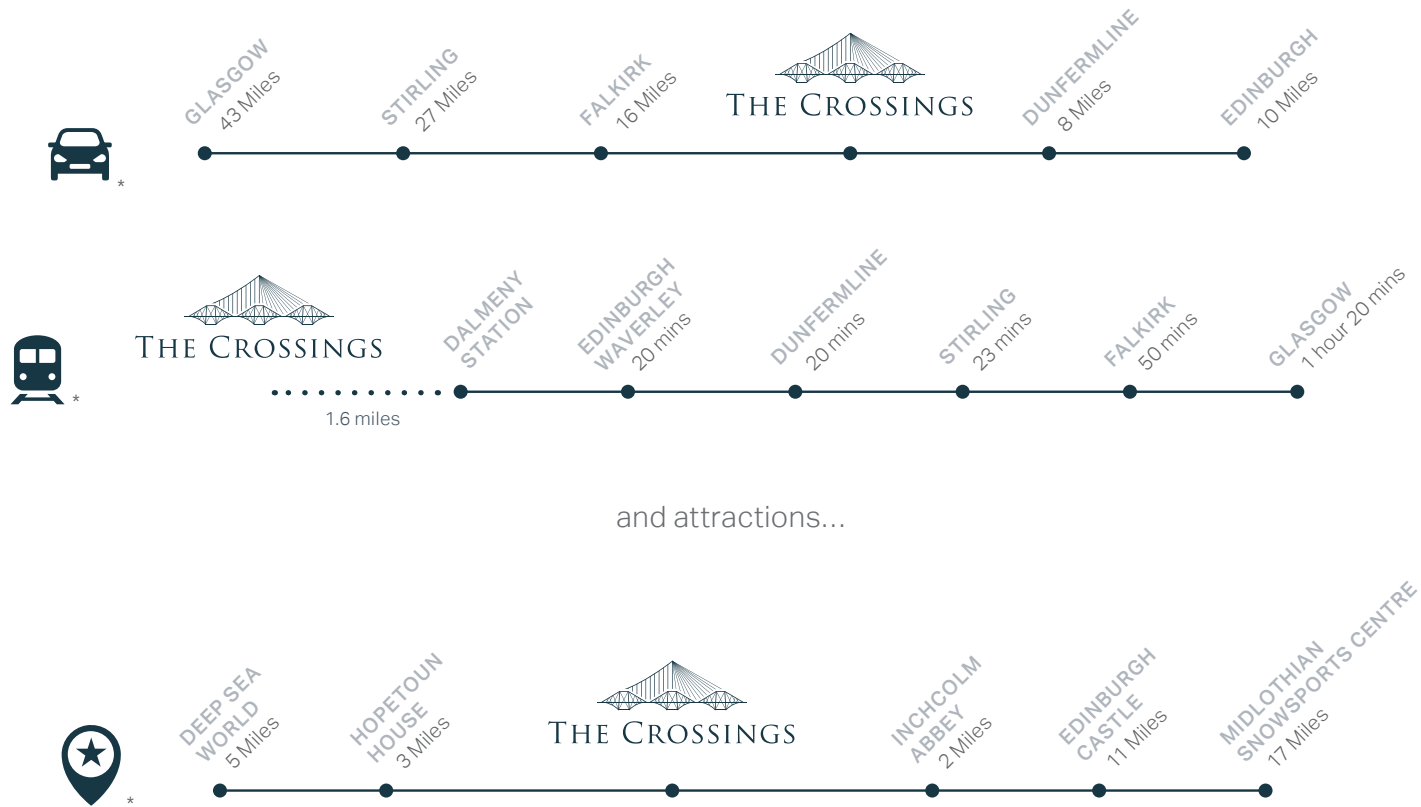 GLASGOW
43 Miles
STIRLING
27 Miles
FALKIRK
16 Miles
THE CROSSINGS
DUNFERMLINE
8 Miles
EDINBURGH
10 Miles
*
THE CROSSINGS
1.6 miles
DALMENY
STATION
EDINBURGH
WAVERLEY
20 mins
DUNFERMLINE
20 mins
STIRLING
23 mins
FALKIRK
50 mins
GLASGOW
1 hour 20 mins
*
and attractions...
DEEP SEA
WORLD
5 Miles
HOPETOUN
HOUSE
3 Miles
THE CROSSINGS
INCHCOLM
ABBEY
2 Miles
EDINBURGH
CASTLE
11 Miles
MIDLOTHIAN
SNOWSPORTS CENTRE
17 Miles
*